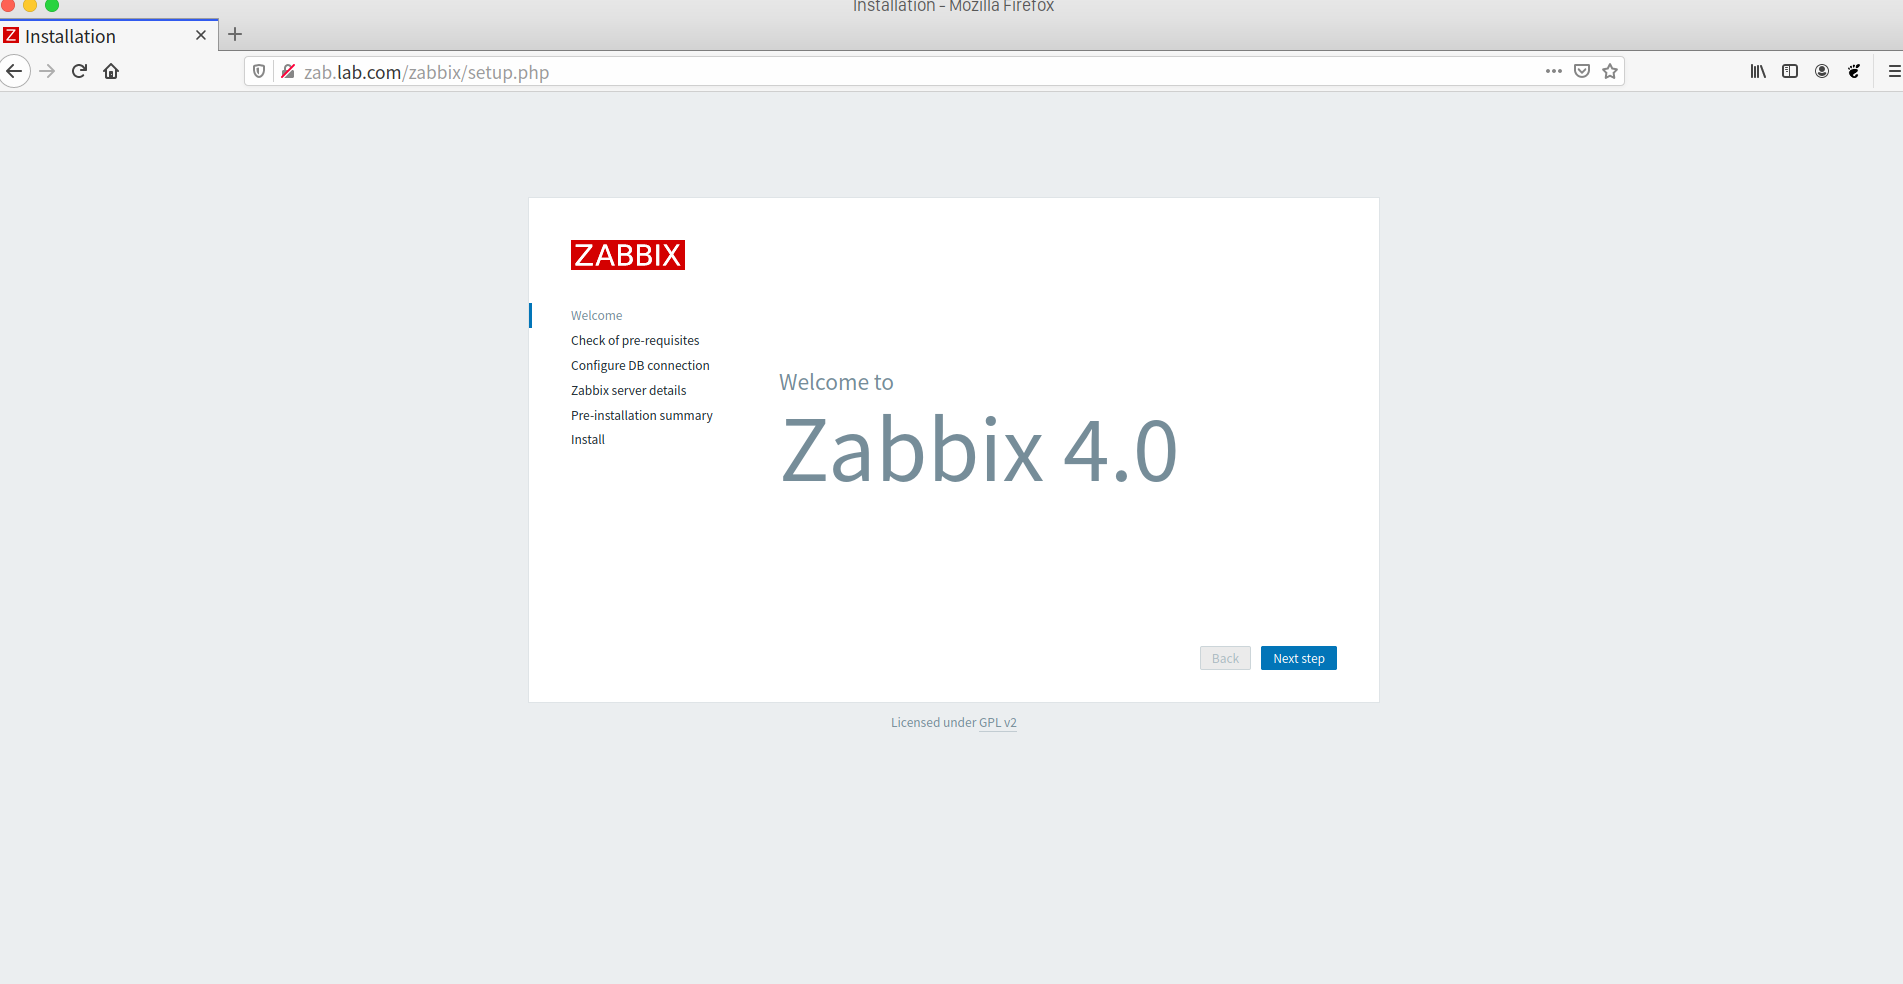 Installation - Mozilla Firefox
Z Installation
zab.lab.com/zabbix/setup.php
ZABBIX
Welcome
Check of pre-requisites
Configure DB connection
Zabbix server details
Pre-installation summary
Install
Welcome to
Zabbix 4.0
Back Next step
Licensed under GPL v2